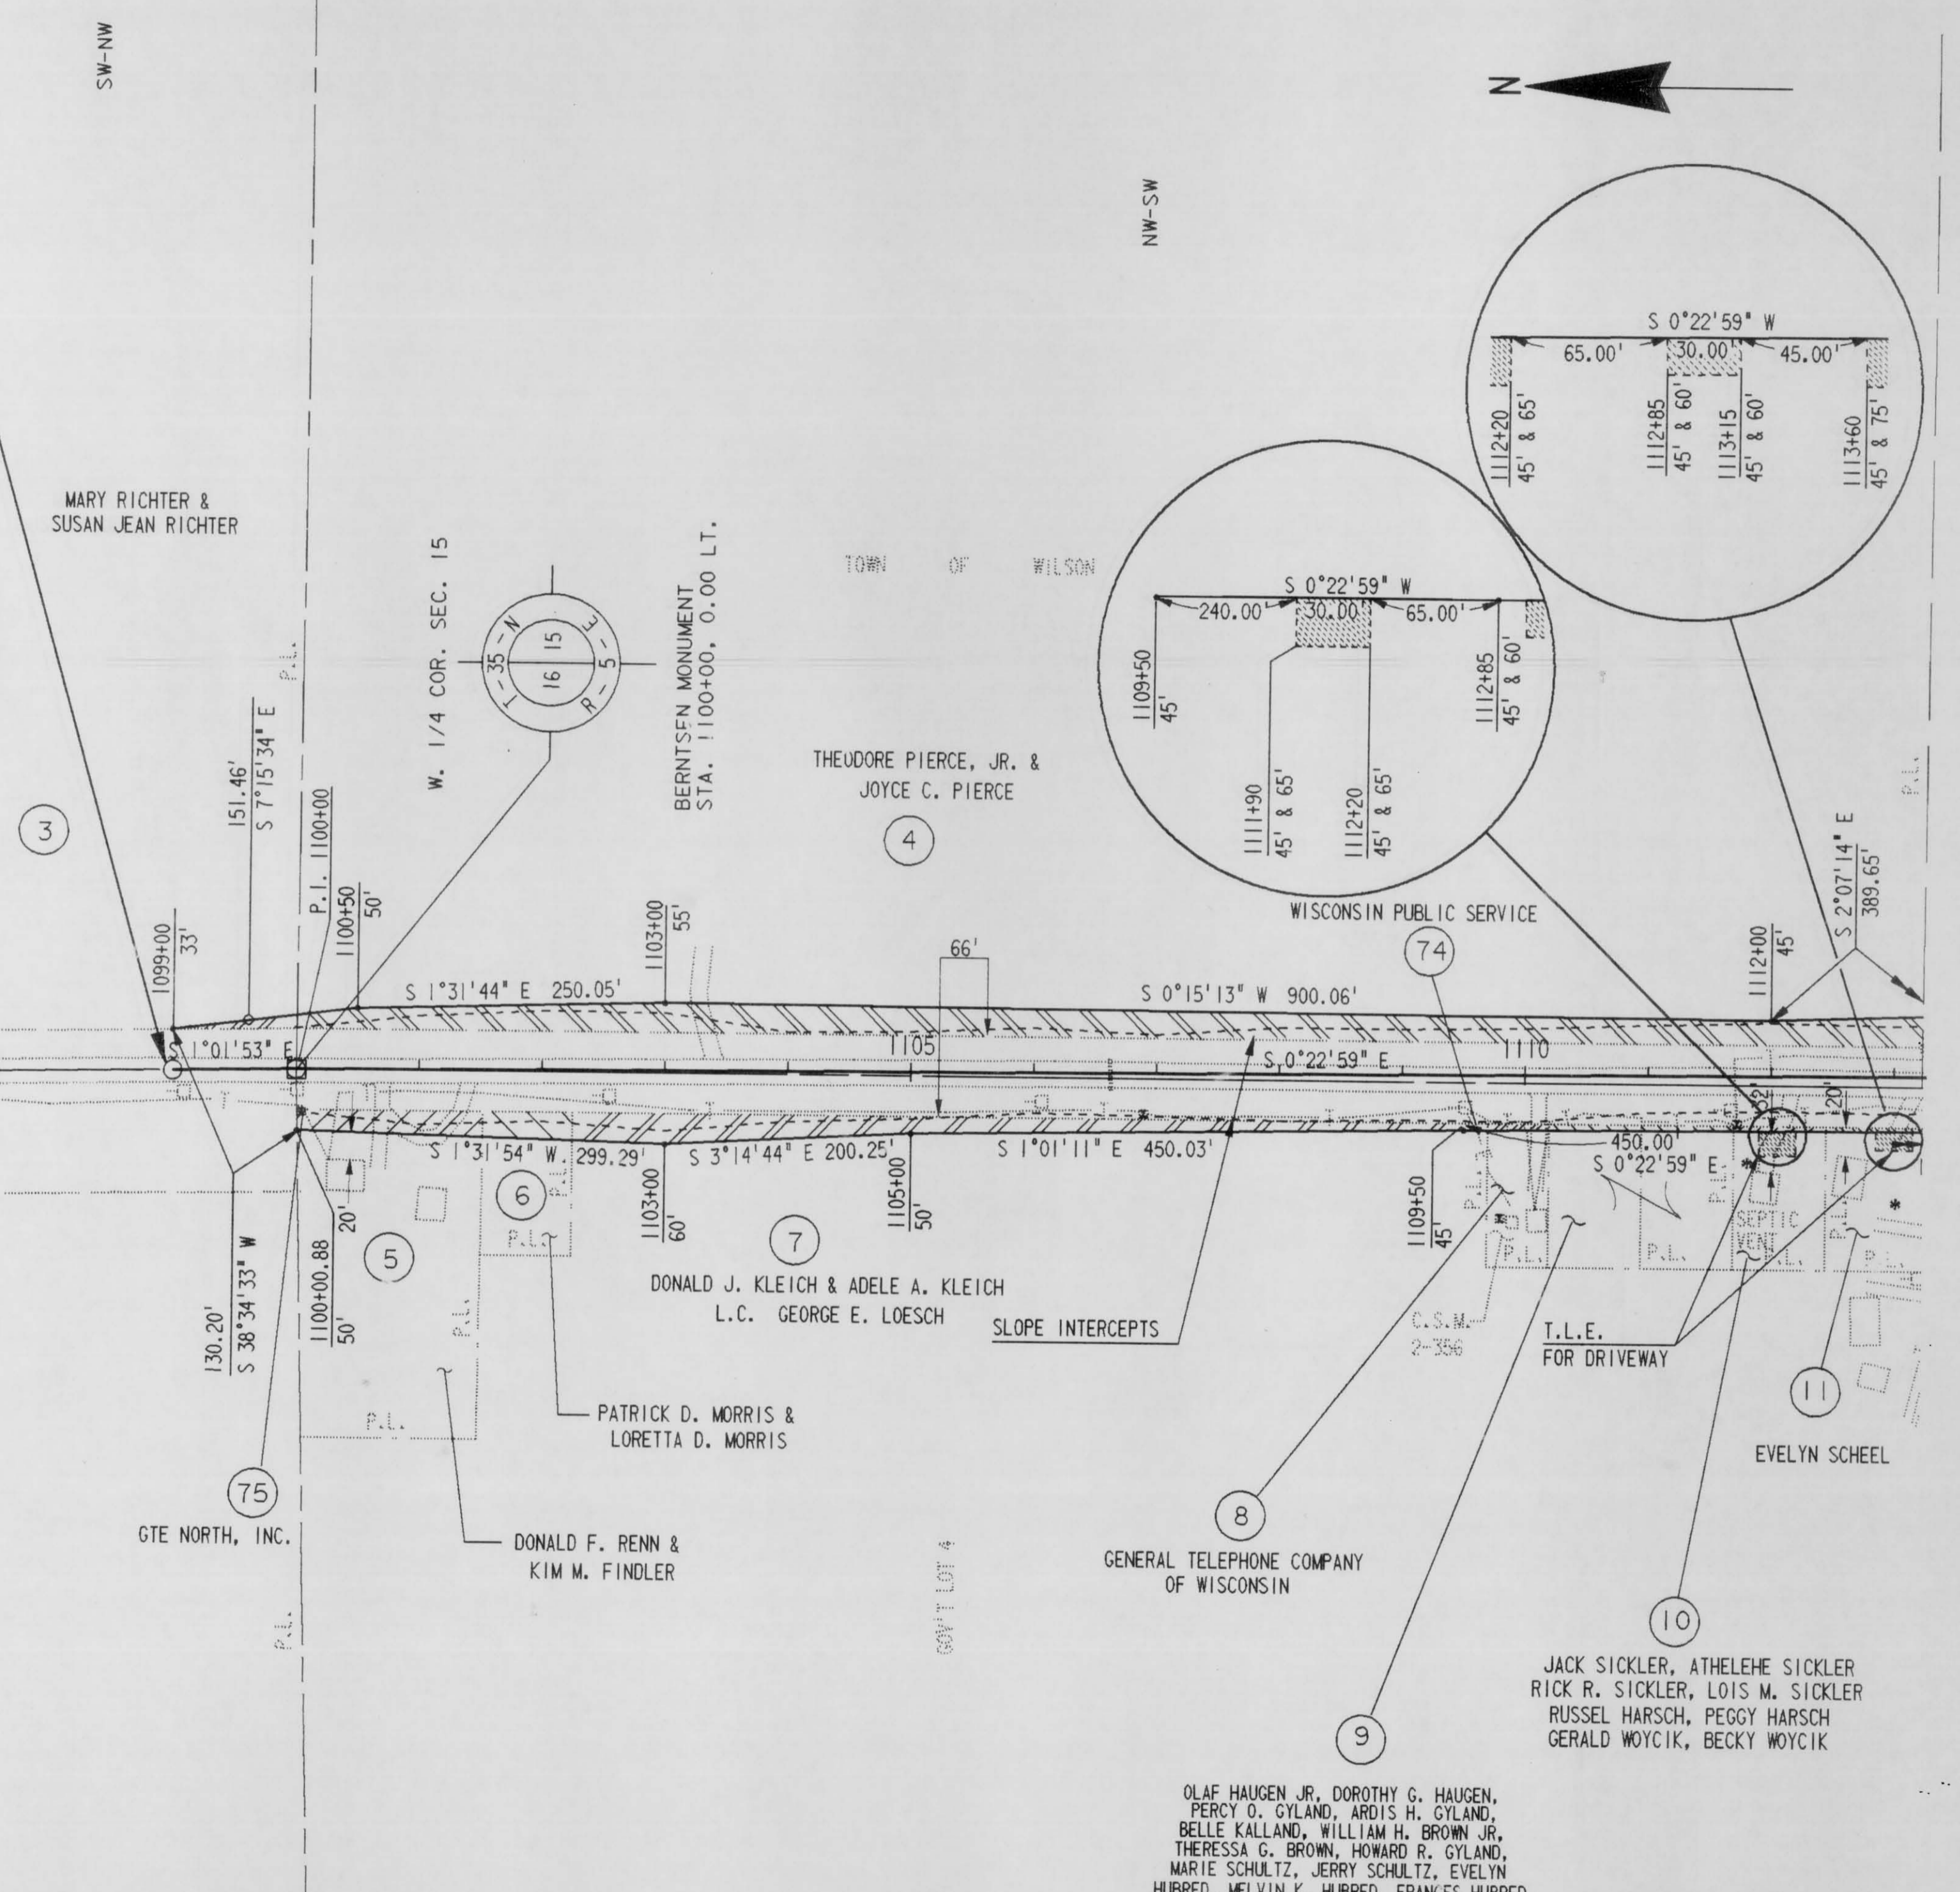 SW-NW
N
NW-SW
S 0°22'59" W
65.00'
30.00'
45.00'
1112+20
45' & 65'
1112+85
45' & 60'
1113+15
45' & 60'
1113+60
45' & 75'
MARY RICHTER &
SUSAN JEAN RICHTER
W. 1/4 COR. SEC. 15
T-35-N
R-5-E
15
16
BERNTSEN MONUMENT
STA. 1100+00, 0.00 LT.
TOWN OF WILSON
S 0°22'59" W
240.00'
30.00'
65.00'
1109+50
45'
1112+85
45' & 60'
1111+90
45' & 65'
1112+20
45' & 65'
P.L.
151.46'
S 7°15'34" E
P.I. 1100+00
THEODORE PIERCE, JR. &
JOYCE C. PIERCE
4
3
P.L.
S 2°07'14" E
389.65'
WISCONSIN PUBLIC SERVICE
74
1099+00
33'
1100+50
50'
1103+00
55'
66'
1112+00
45'
S 1°31'44" E 250.05'
S 0°15'13" W 900.06'
S 1°01'53" E
1105
S 0°22'59" E
1110
T
32'
20'
S 1°31'54" W. 299.29'
S 3°14'44" E 200.25'
S 1°01'11" E 450.03'
450.00'
S 0°22'59" E
*
20'
6
P.L.
P.L.
1103+00
60'
1105+00
50'
1109+50
45'
P.L.
P.L.
P.L.
P.L.
SEPTIC
VENT
P.L.
P.L.
P.L.
*
130.20'
S 38°34'33" W
1100+00.88
50'
5
7
DONALD J. KLEICH & ADELE A. KLEICH
L.C. GEORGE E. LOESCH
SLOPE INTERCEPTS
C.S.M.
2-356
T.L.E.
FOR DRIVEWAY
P.L.
P.L.
11
EVELYN SCHEEL
PATRICK D. MORRIS &
LORETTA D. MORRIS
75
GTE NORTH, INC.
DONALD F. RENN &
KIM M. FINDLER
8
GENERAL TELEPHONE COMPANY
OF WISCONSIN
GOV'T LOT 4
P.L.
10
JACK SICKLER, ATHELEHE SICKLER
RICK R. SICKLER, LOIS M. SICKLER
RUSSEL HARSCH, PEGGY HARSCH
GERALD WOYCIK, BECKY WOYCIK
9
OLAF HAUGEN JR, DOROTHY G. HAUGEN,
PERCY O. GYLAND, ARDIS H. GYLAND,
BELLE KALLAND, WILLIAM H. BROWN JR,
THERESSA G. BROWN, HOWARD R. GYLAND,
MARIE SCHULTZ, JERRY SCHULTZ, EVELYN
HUBRED, MELVIN K. HUBRED, FRANCES HUBRED